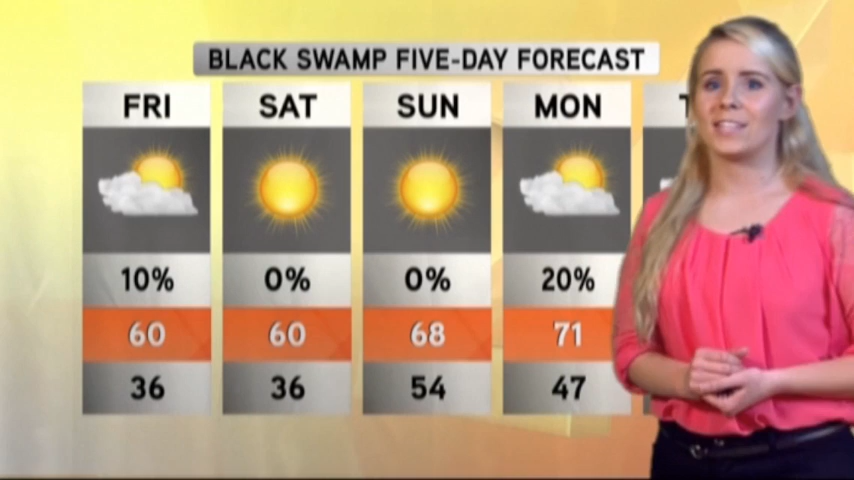 BLACK SWAMP FIVE-DAY FORECAST
FRI SAT SUN MON T
10% 0% 0% 20%
60 60 68 71
36 36 54 47